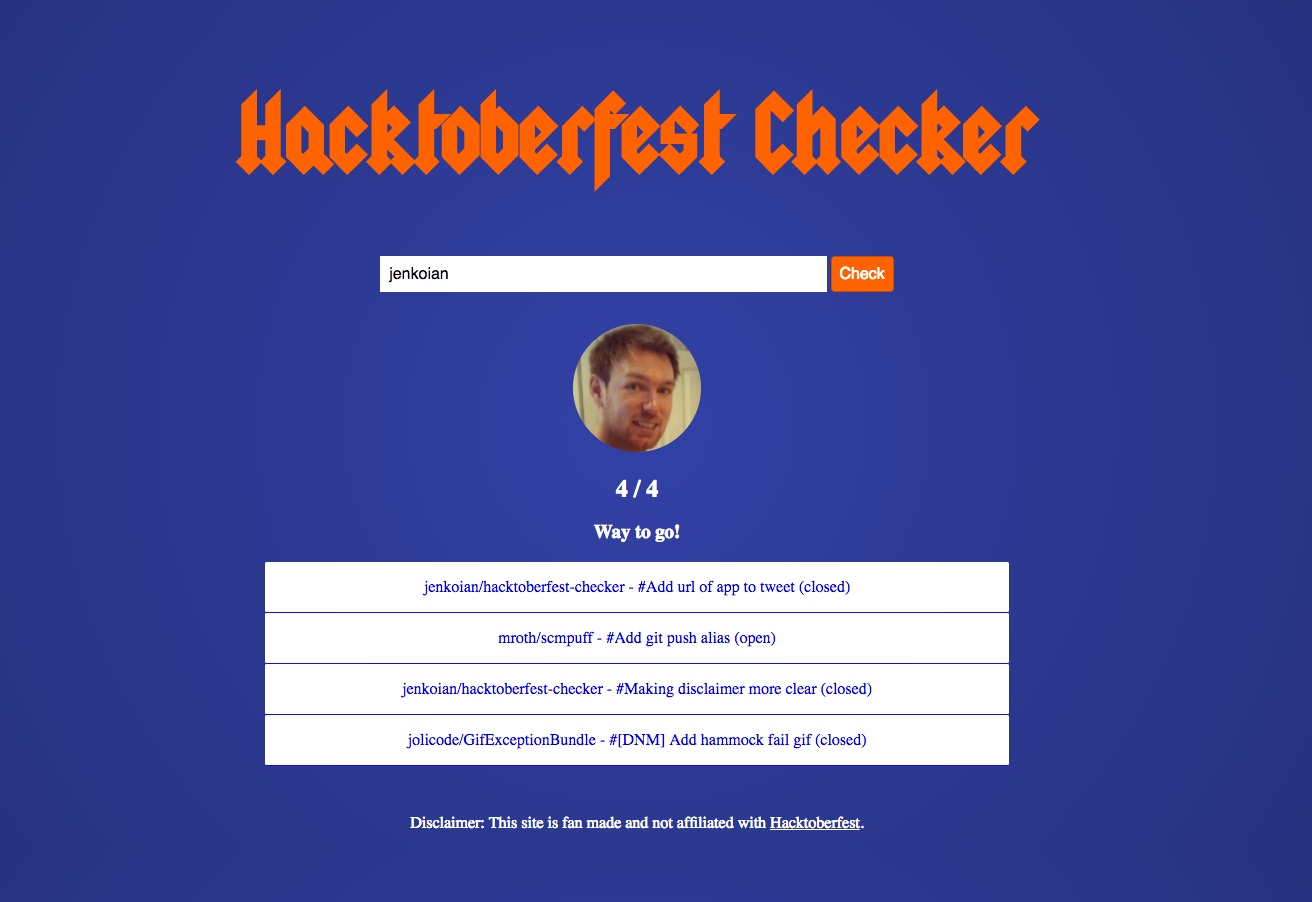 Hacktoberfest Checker
jenkoian Check
4 / 4
Way to go!
jenkoian/hacktoberfest-checker - #Add url of app to tweet (closed)
mroth/scmpuff - #Add git push alias (open)
jenkoian/hacktoberfest-checker - #Making disclaimer more clear (closed)
jolicode/GifExceptionBundle - #[DNM] Add hammock fail gif (closed)
Disclaimer: This site is fan made and not affiliated with Hacktoberfest.